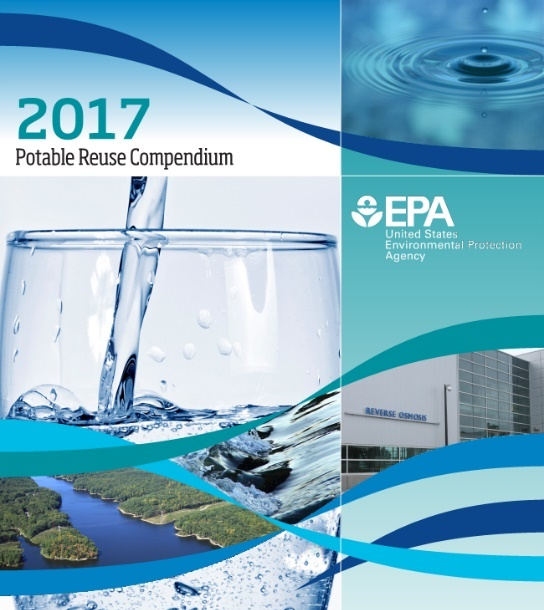 2017
Potable Reuse Compendium
EPA
United States
Environmental Protection
Agency
REVERSE OSMOSIS